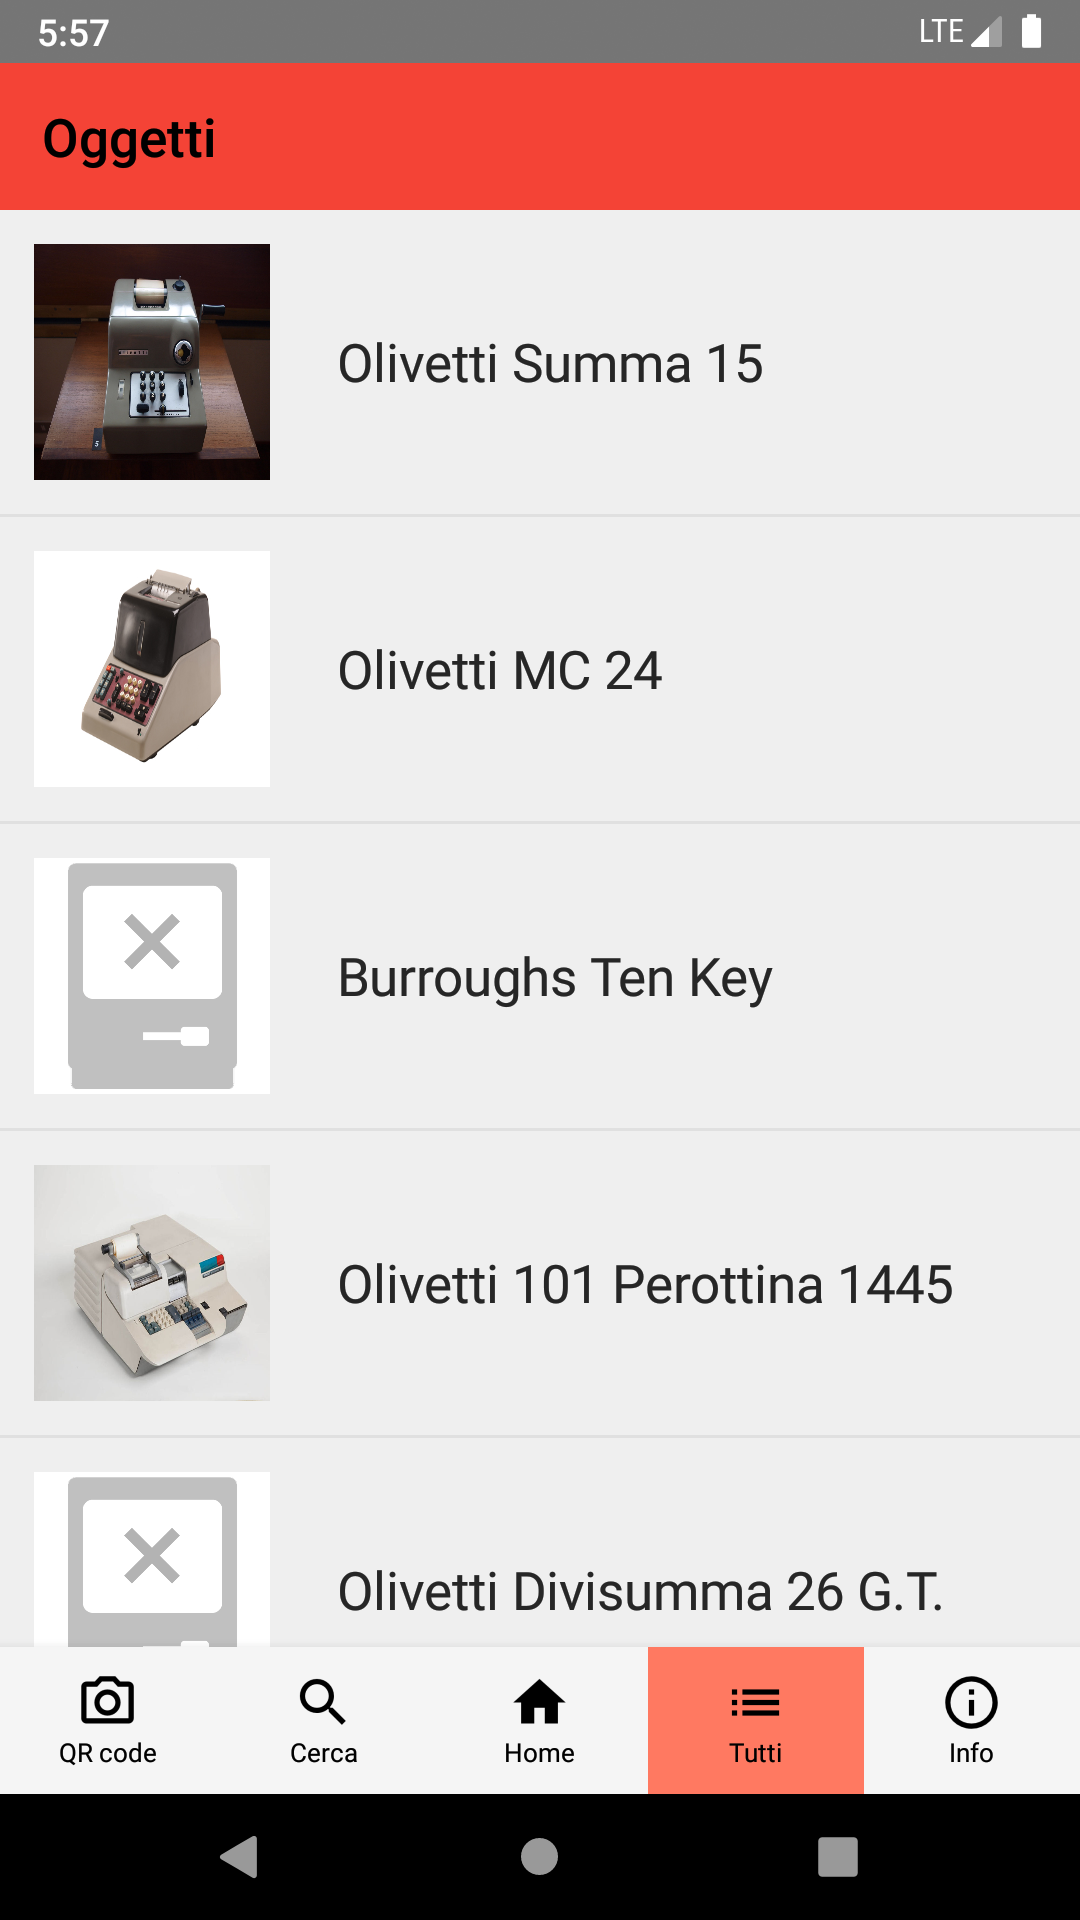 5:57 LTE
Oggetti
Olivetti Summa 15
Olivetti MC 24
Burroughs Ten Key
Olivetti 101 Perottina 1445
Olivetti Divisumma 26 G.T.
QR code Cerca Home Tutti Info